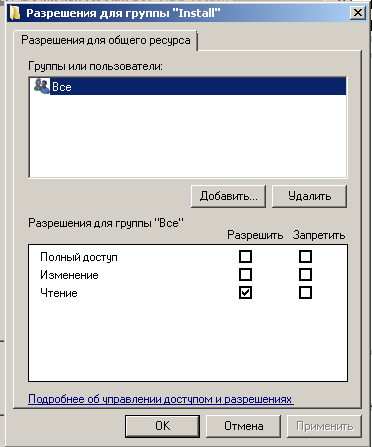 Разрешения для группы "Install"
Разрешения для общего ресурса
Группы или пользователи:
Все
Добавить... Удалить
Разрешения для группы "Все"
Разрешить Запретить
Полный доступ
Изменение
Чтение
Подробнее об управлении доступом и разрешениях
OK Отмена Применить